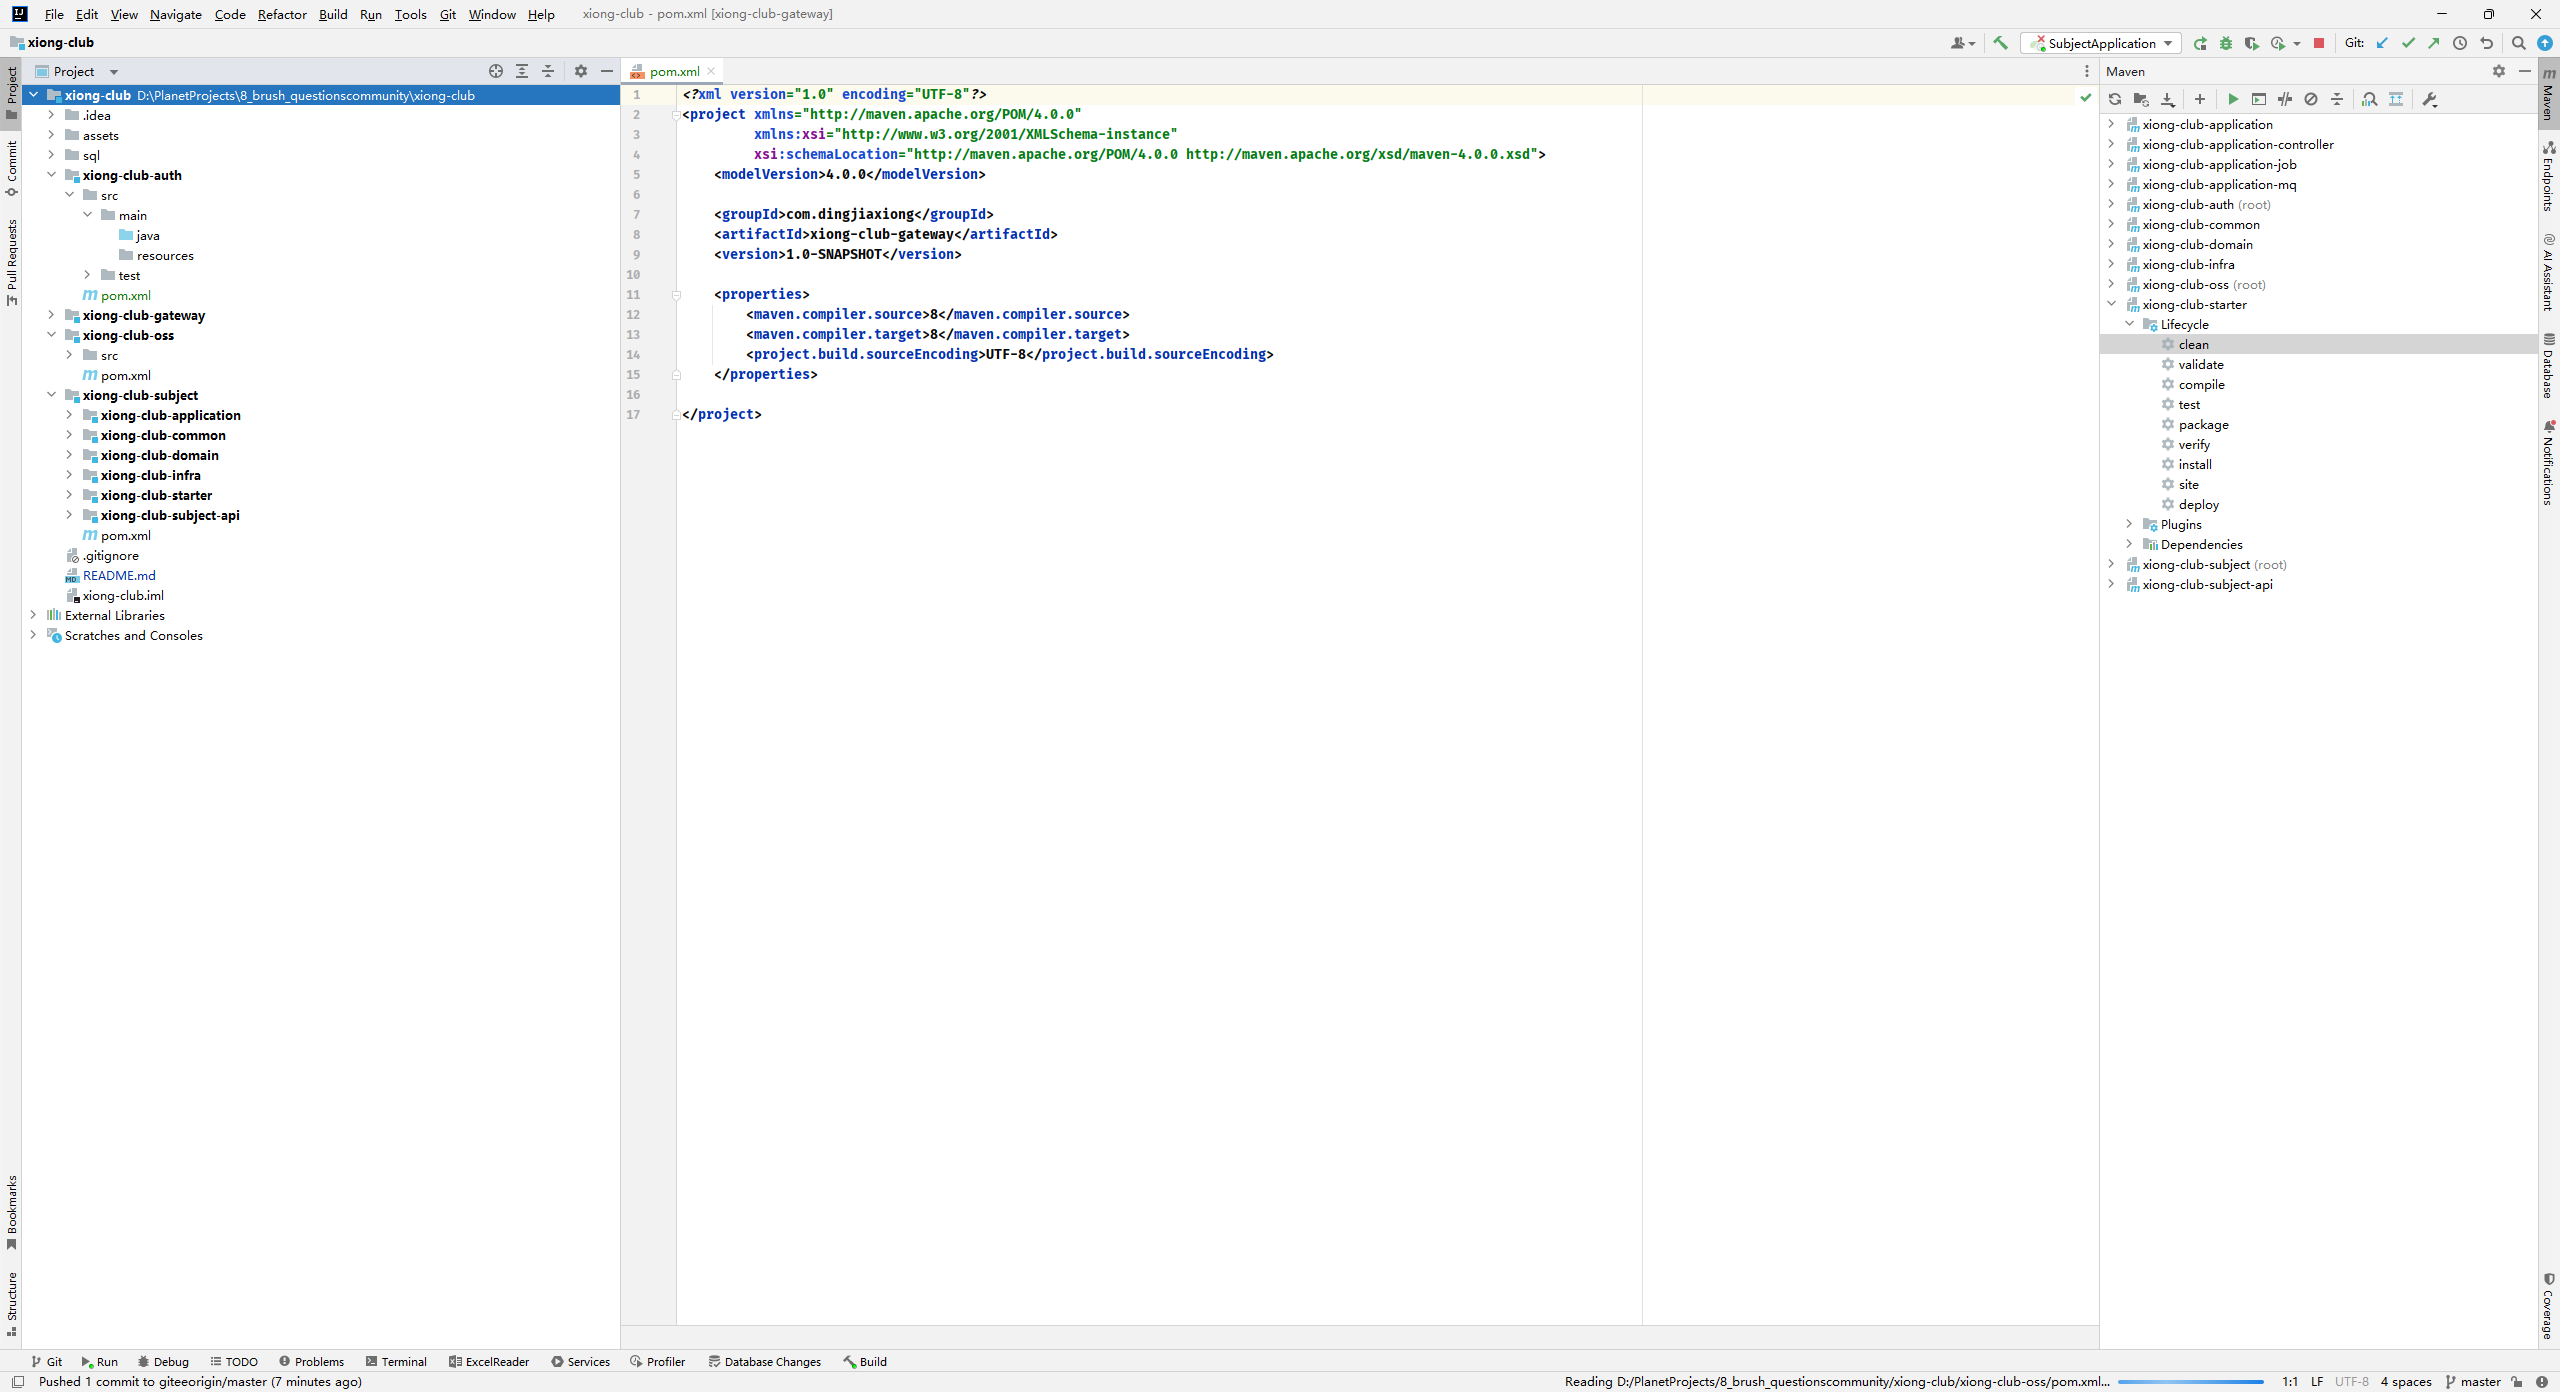 File Edit View Navigate Code Refactor Build Run Tools Git Window Help xiong-club - pom.xml [xiong-club-gateway]
xiong-club
SubjectApplication
Git:
Project
pom.xml
Maven
xiong-club D:\PlanetProjects\8_brush_questionscommunity\xiong-club
.idea
assets
sql
xiong-club-auth
src
main
java
resources
test
pom.xml
xiong-club-gateway
xiong-club-oss
src
pom.xml
xiong-club-subject
xiong-club-application
xiong-club-common
xiong-club-domain
xiong-club-infra
xiong-club-starter
xiong-club-subject-api
pom.xml
.gitignore
README.md
xiong-club.iml
External Libraries
Scratches and Consoles
1 <?xml version="1.0" encoding="UTF-8"?>
2 <project xmlns="http://maven.apache.org/POM/4.0.0"
3 xmlns:xsi="http://www.w3.org/2001/XMLSchema-instance"
4 xsi:schemaLocation="http://maven.apache.org/POM/4.0.0 http://maven.apache.org/xsd/maven-4.0.0.xsd">
5 <modelVersion>4.0.0</modelVersion>
6
7 <groupId>com.dingjiaxiong</groupId>
8 <artifactId>xiong-club-gateway</artifactId>
9 <version>1.0-SNAPSHOT</version>
10
11 <properties>
12 <maven.compiler.source>8</maven.compiler.source>
13 <maven.compiler.target>8</maven.compiler.target>
14 <project.build.sourceEncoding>UTF-8</project.build.sourceEncoding>
15 </properties>
16
17 </project>
xiong-club-application
xiong-club-application-controller
xiong-club-application-job
xiong-club-application-mq
xiong-club-auth (root)
xiong-club-common
xiong-club-domain
xiong-club-infra
xiong-club-oss (root)
xiong-club-starter
Lifecycle
clean
validate
compile
test
package
verify
install
site
deploy
Plugins
Dependencies
xiong-club-subject (root)
xiong-club-subject-api
Project
Commit
Pull Requests
Bookmarks
Structure
Maven
Endpoints
AI Assistant
Database
Notifications
Coverage
Git Run Debug TODO Problems Terminal ExcelReader Services Profiler Database Changes Build
Pushed 1 commit to giteeorigin/master (7 minutes ago)
Reading D:/PlanetProjects/8_brush_questionscommunity/xiong-club/xiong-club-oss/pom.xml... 1:1 LF UTF-8 4 spaces master